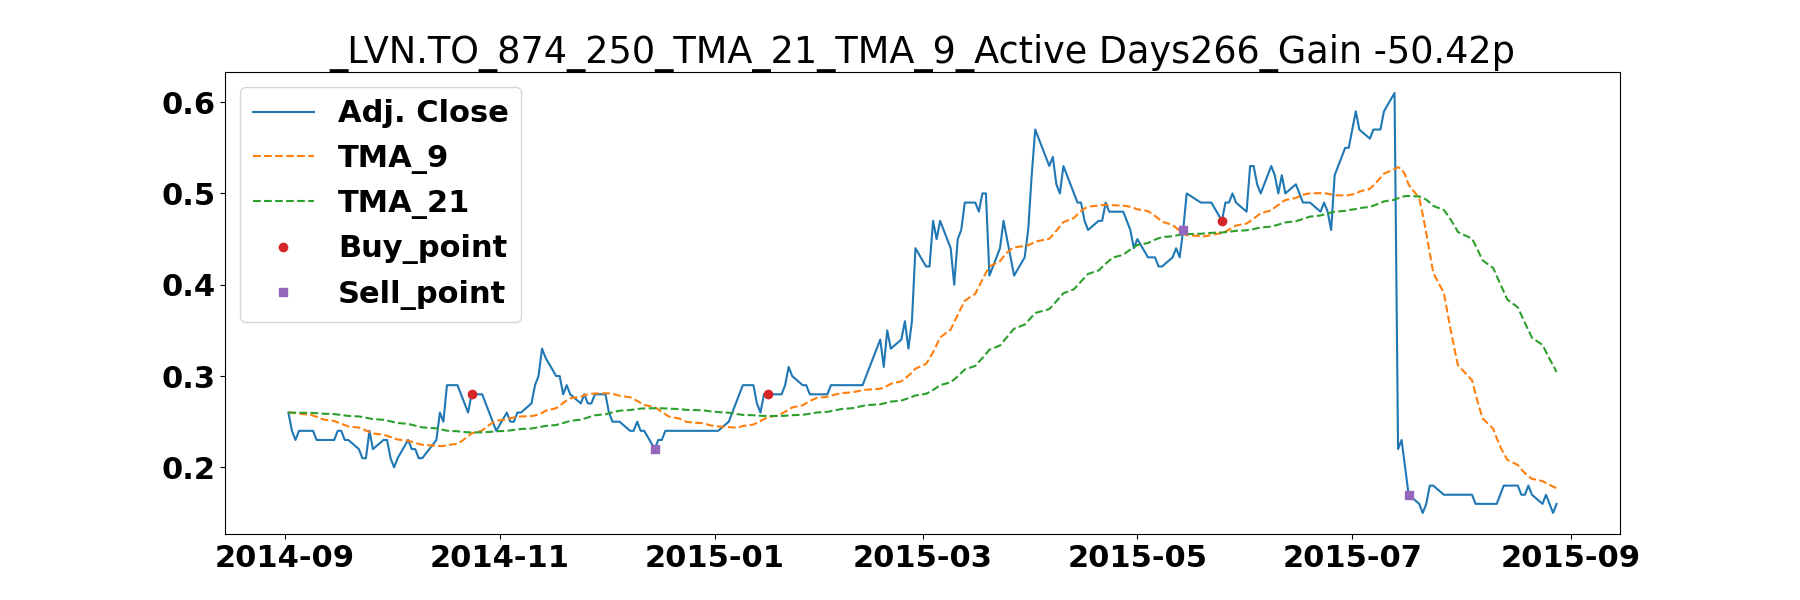 _LVN.TO_874_250_TMA_21_TMA_9_Active Days266_Gain -50.42p
Adj. Close
TMA_9
TMA_21
Buy_point
Sell_point
0.6
0.5
0.4
0.3
0.2
2014-09 2014-11 2015-01 2015-03 2015-05 2015-07 2015-09